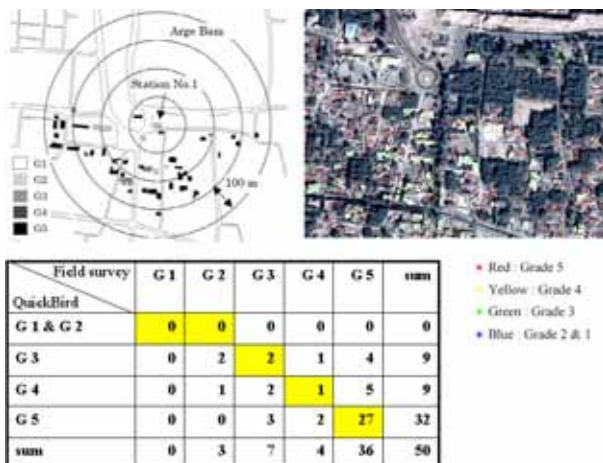 Arge Bam
Station No.1
100 m
G1
G2
G3
G4
G5
Field survey G 1 G 2 G 3 G 4 G 5 sum
QuickBird
G 1 & G 2 0 0 0 0 0 0
G 3 0 2 2 1 4 9
G 4 0 1 2 1 5 9
G 5 0 0 3 2 27 32
sum 0 3 7 4 36 50
Red : Grade 5
Yellow : Grade 4
Green : Grade 3
Blue : Grade 2 & 1